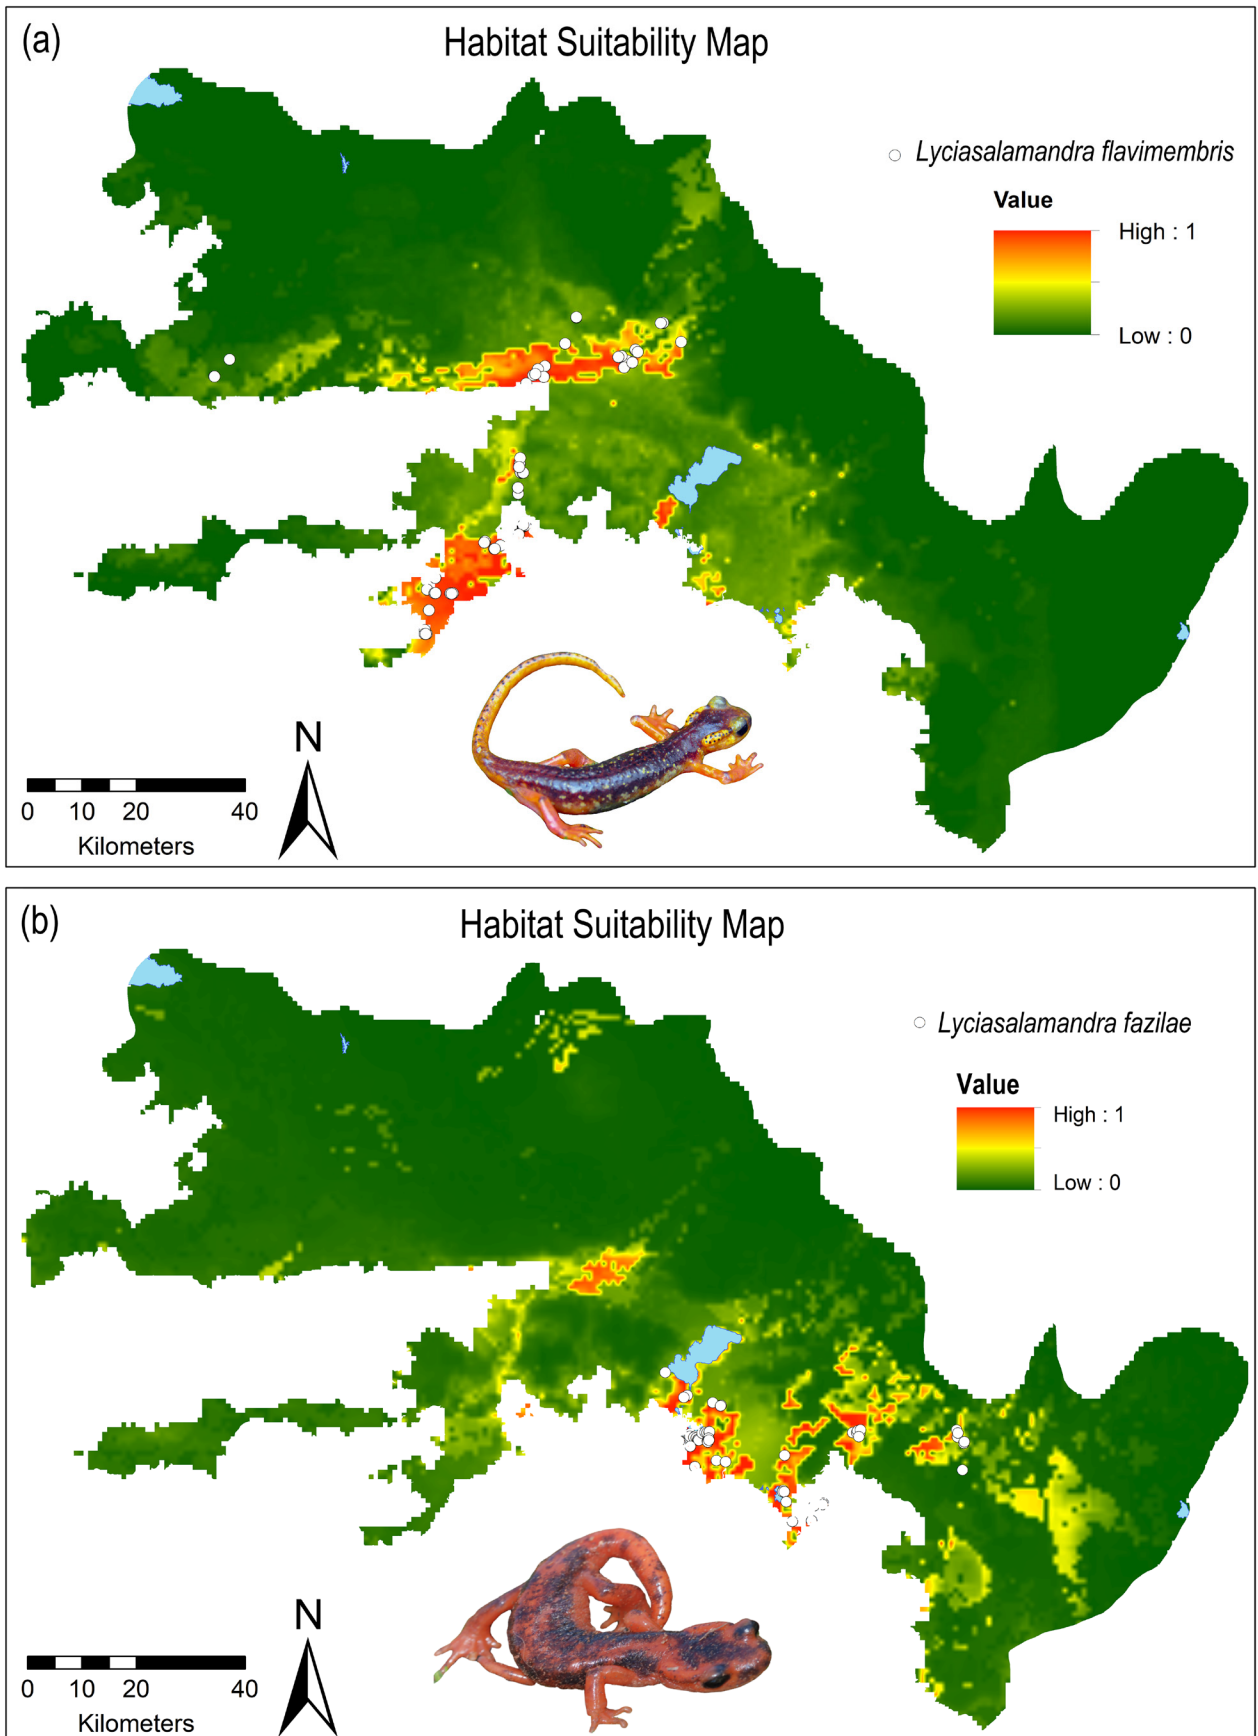 (a)
Habitat Suitability Map
Lyciasalamandra flavimembris
Value
High : 1
Low : 0
N
0 10 20 40
Kilometers
(b)
Habitat Suitability Map
Lyciasalamandra fazilae
Value
High : 1
Low : 0
N
0 10 20 40
Kilometers